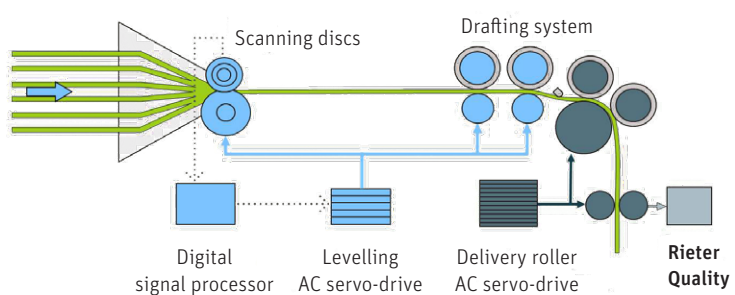 Scanning discs
Drafting system
Digital
signal processor
Levelling
AC servo-drive
Delivery roller
AC servo-drive
Rieter
Quality